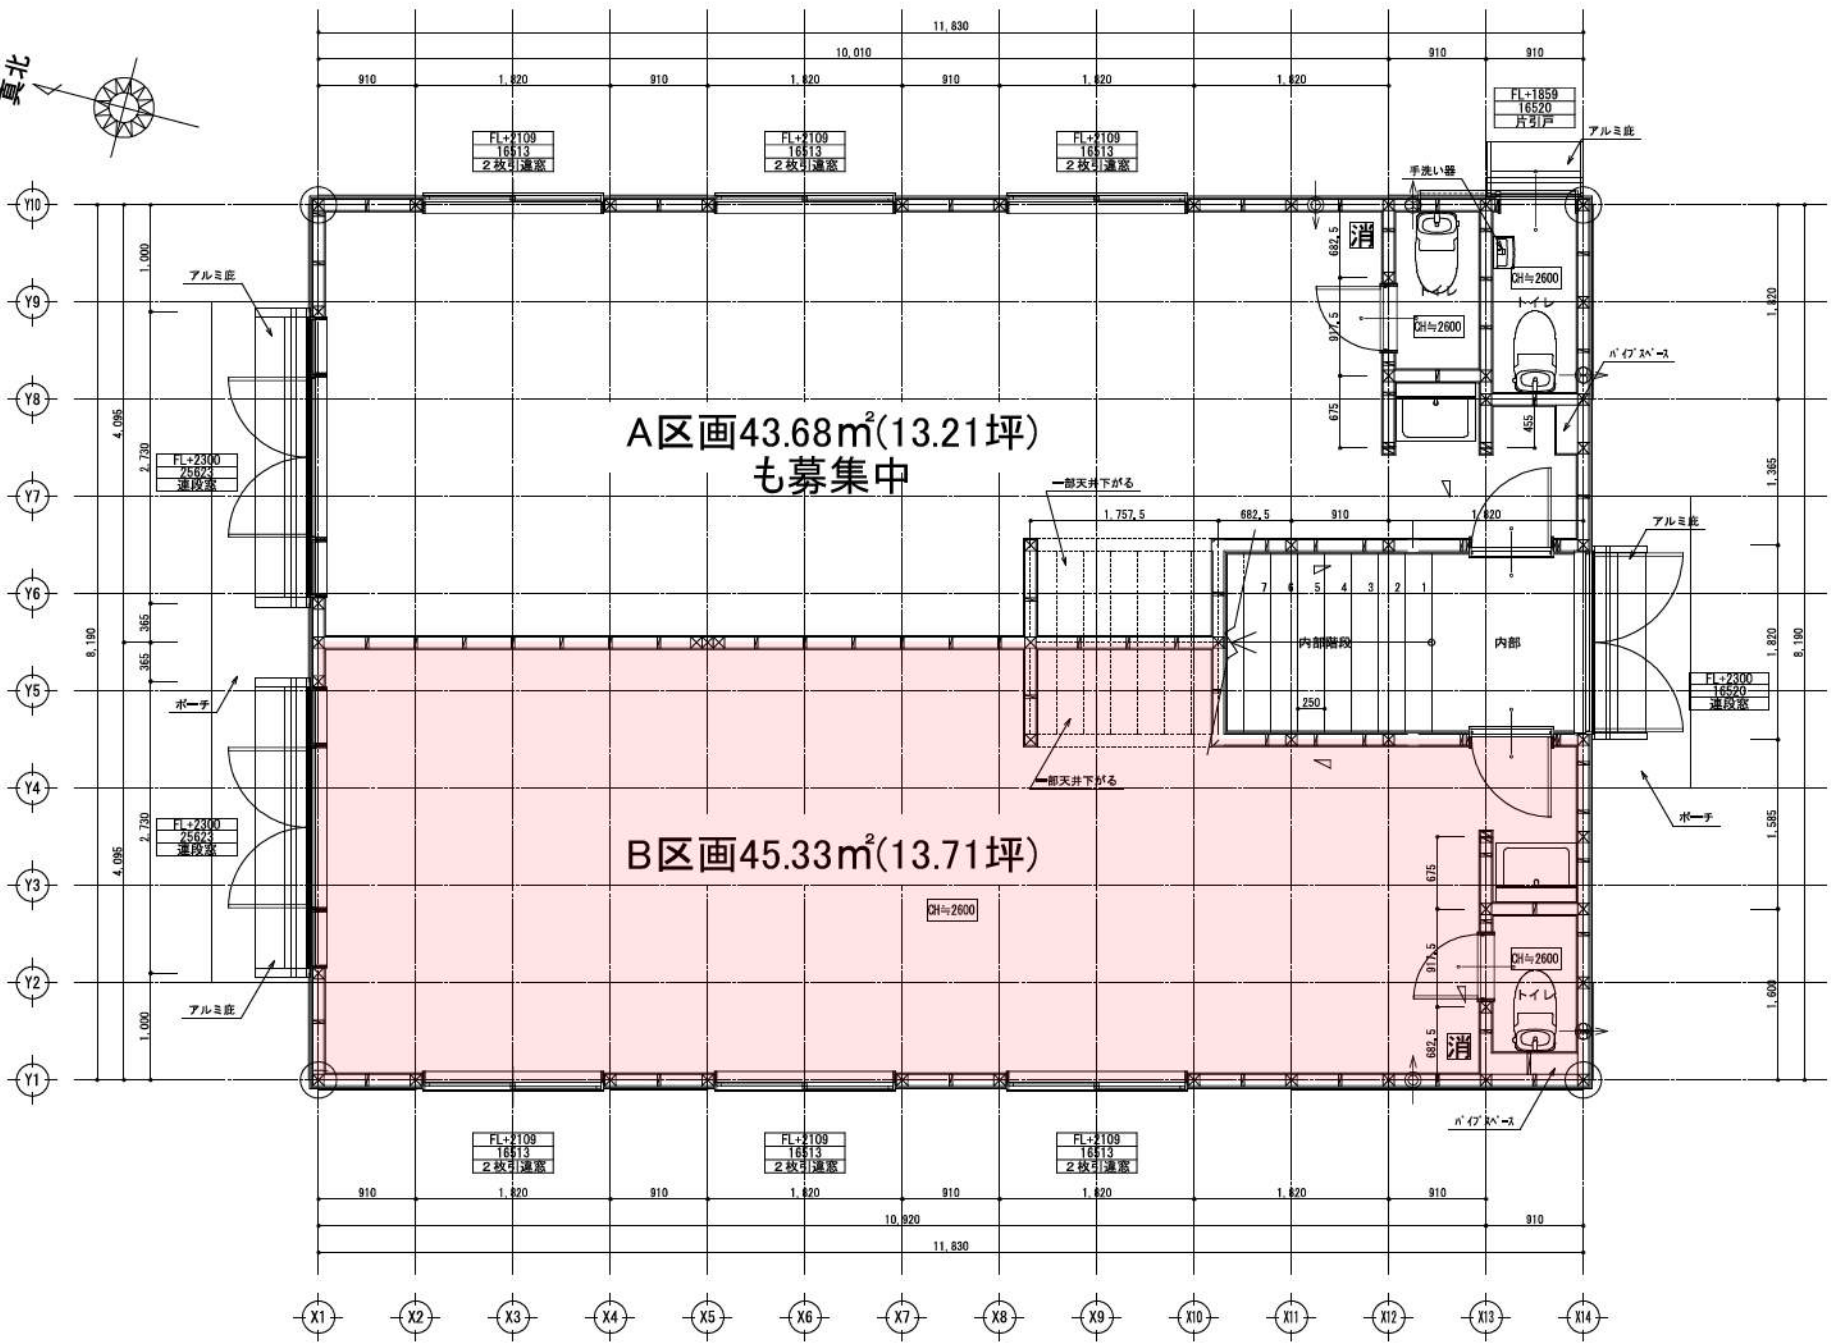 真北
11,830
10,010
910
910
910
1,820
910
1,820
910
1,820
1,820
FL+1859
16520
片引戸
アルミ庇
FL+2109
16513
2枚引違窓
FL+2109
16513
2枚引違窓
FL+2109
16513
2枚引違窓
手洗い器
Y10
消
682.5
1,000
アルミ庇
CH≒2600
トイレ
トイレ
Y9
1,820
917.5
CH≒2600
パイプスペース
Y8
4,095
675
455
A区画43.68㎡(13.21坪)
も募集中
2,730
FL+2300
25623
連段窓
1,365
一部天井下がる
Y7
1,757.5
682.5
910
1,820
アルミ庇
Y6
7
6
5
4
3
2
1
365
8,190
内部階段
内部
1,820
8,190
365
Y5
ポーチ
250
FL+2300
16520
連段窓
一部天井下がる
Y4
ポーチ
2,730
FL+2300
25623
連段窓
1,585
4,095
B区画45.33㎡(13.71坪)
675
Y3
CH≒2600
917.5
CH≒2600
Y2
トイレ
1,600
アルミ庇
1,000
682.5
消
Y1
パイプスペース
FL+2109
16513
2枚引違窓
FL+2109
16513
2枚引違窓
FL+2109
16513
2枚引違窓
910
1,820
910
1,820
910
1,820
1,820
910
10,920
910
11,830
X1
X2
X3
X4
X5
X6
X7
X8
X9
X10
X11
X12
X13
X14